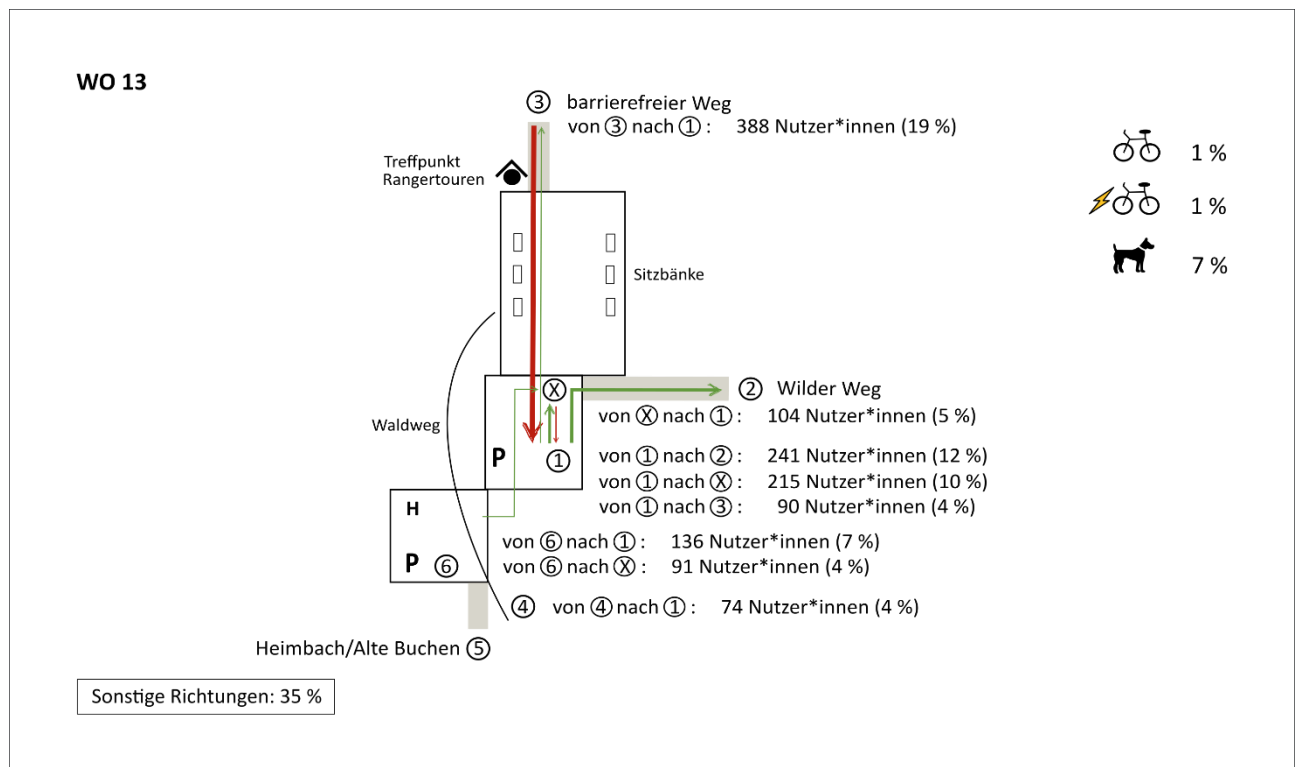 WO 13
③ barrierefreier Weg
von ③ nach ① : 388 Nutzer*innen (19 %)
Treffpunkt
Rangertouren
1 %
1 %
7 %
Sitzbänke
Waldweg
Ⓧ
② Wilder Weg
von Ⓧ nach ① : 104 Nutzer*innen (5 %)
P ①
von ① nach ② : 241 Nutzer*innen (12 %)
von ① nach Ⓧ : 215 Nutzer*innen (10 %)
von ① nach ③ : 90 Nutzer*innen (4 %)
H
P ⑥
von ⑥ nach ① : 136 Nutzer*innen (7 %)
von ⑥ nach Ⓧ : 91 Nutzer*innen (4 %)
④ von ④ nach ① : 74 Nutzer*innen (4 %)
Heimbach/Alte Buchen ⑤
Sonstige Richtungen: 35 %